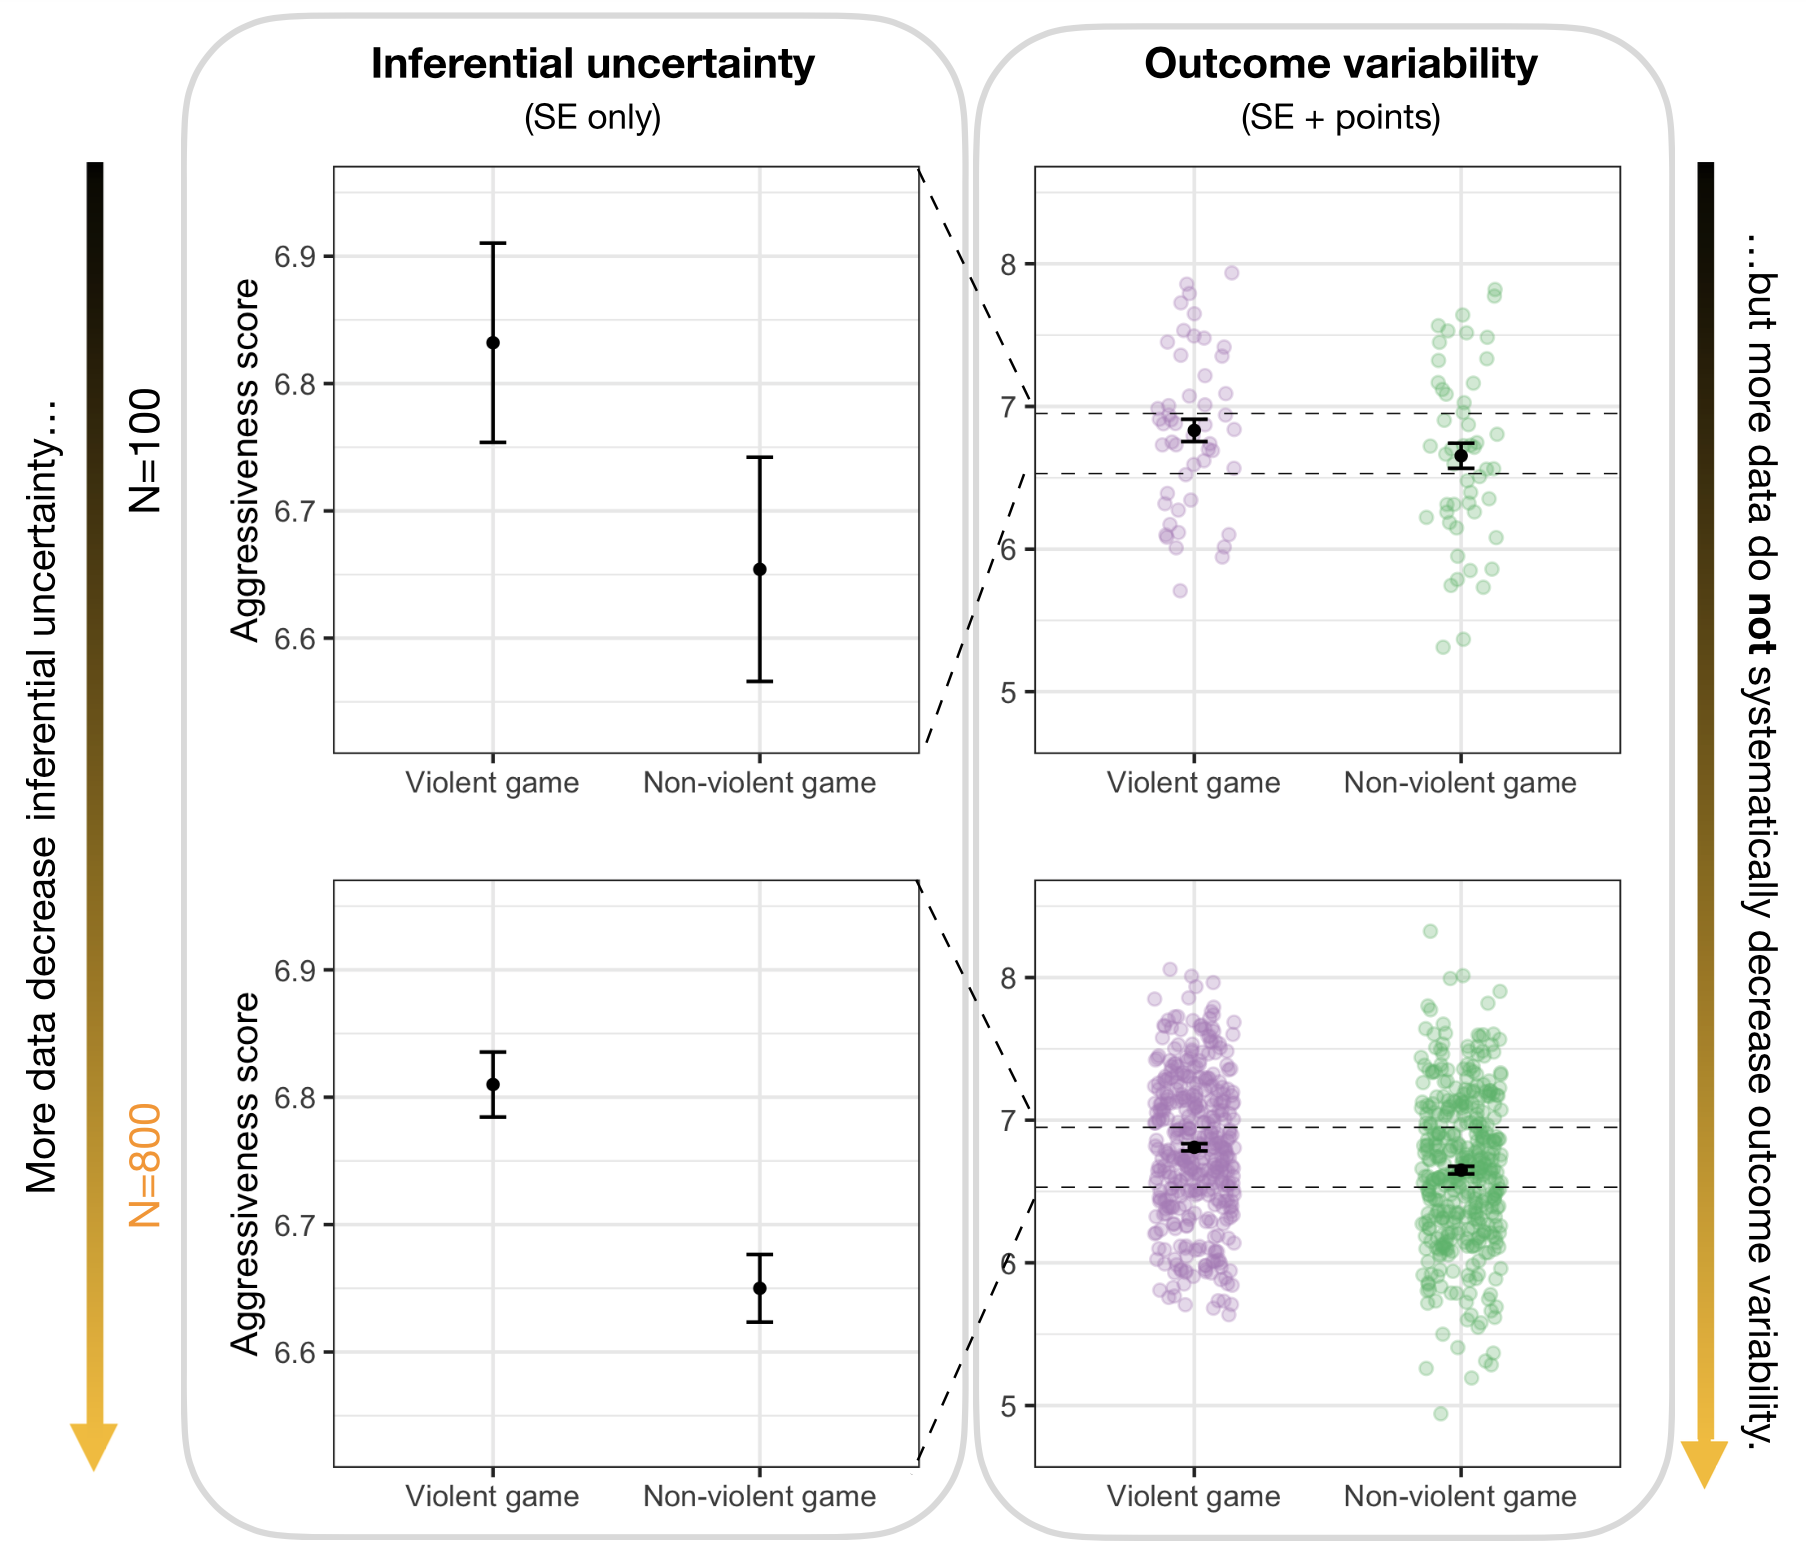 Inferential uncertainty
(SE only)
Outcome variability
(SE + points)
More data decrease inferential uncertainty…
N=100
Aggressiveness score
6.9
6.8
6.7
6.6
Violent game
Non-violent game
8
7
6
5
Violent game
Non-violent game
N=800
Aggressiveness score
6.9
6.8
6.7
6.6
Violent game
Non-violent game
8
7
6
5
Violent game
Non-violent game
…but more data do not systematically decrease outcome variability.